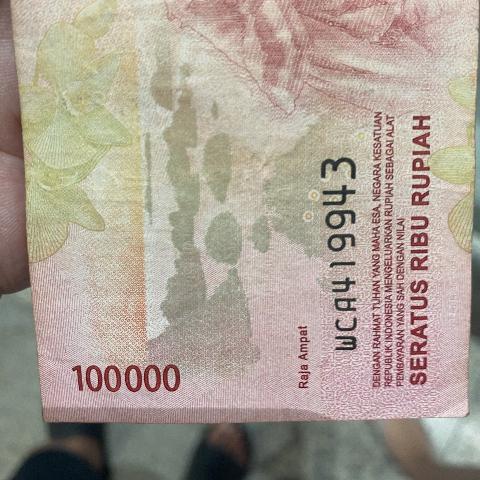 100000
Raja Ampat
WCA419943
DENGAN RAHMAT TUHAN YANG MAHA ESA, NEGARA KESATUAN
REPUBLIK INDONESIA MENGELUARKAN RUPIAH SEBAGAI ALAT
PEMBAYARAN YANG SAH DENGAN NILAI
SERATUS RIBU RUPIAH